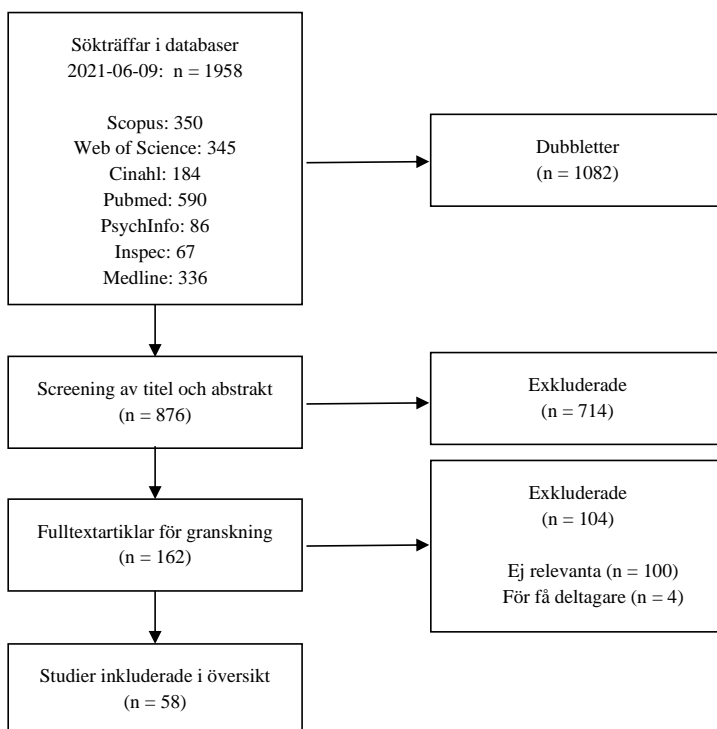 Sökträffar i databaser
2021-06-09:  n = 1958
Scopus: 350
Web of Science: 345
Cinahl: 184
Pubmed: 590
PsychInfo: 86
Inspec: 67
Medline: 336
Dubbletter
(n = 1082)
Screening av titel och abstrakt
(n = 876)
Exkluderade
(n = 714)
Fulltextartiklar för granskning
(n = 162)
Exkluderade
(n = 104)
Ej relevanta (n = 100)
För få deltagare (n = 4)
Studier inkluderade i översikt
(n = 58)